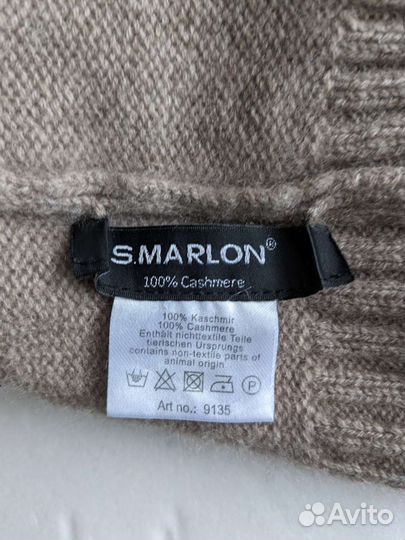 S.MARLON®
100% Cashmere
100% Kaschmir
100% Cashmere
Enthält nichttextile Teile
tierischen Ursprungs
contains non-textile parts of
animal origin
P
Art no.: 9135
Avito